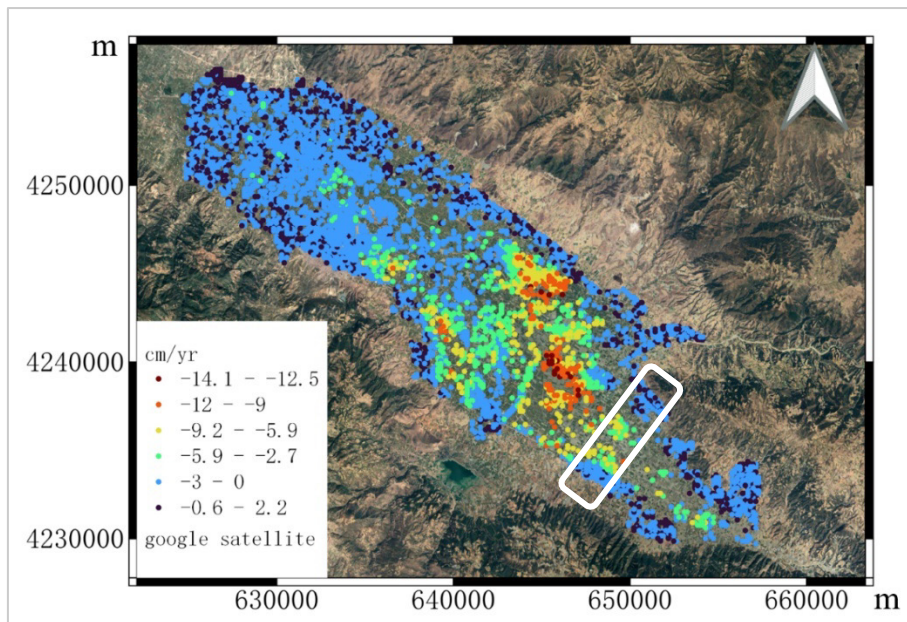 m
4250000
4240000
4230000
cm/yr
-14.1 - -12.5
-12 - -9
-9.2 - -5.9
-5.9 - -2.7
-3 - 0
-0.6 - 2.2
google satellite
630000 640000 650000 660000 m